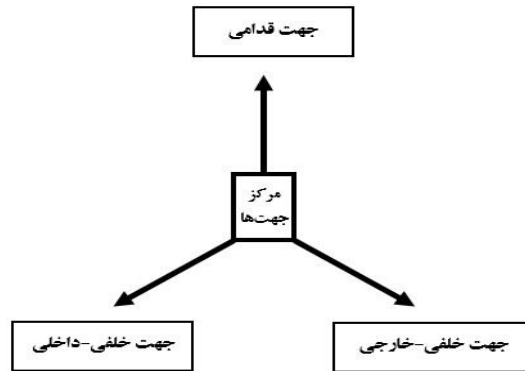 جهت قدامی
مرکز
جهت‌ها
جهت خلفی-خارجی
جهت خلفی-داخلی